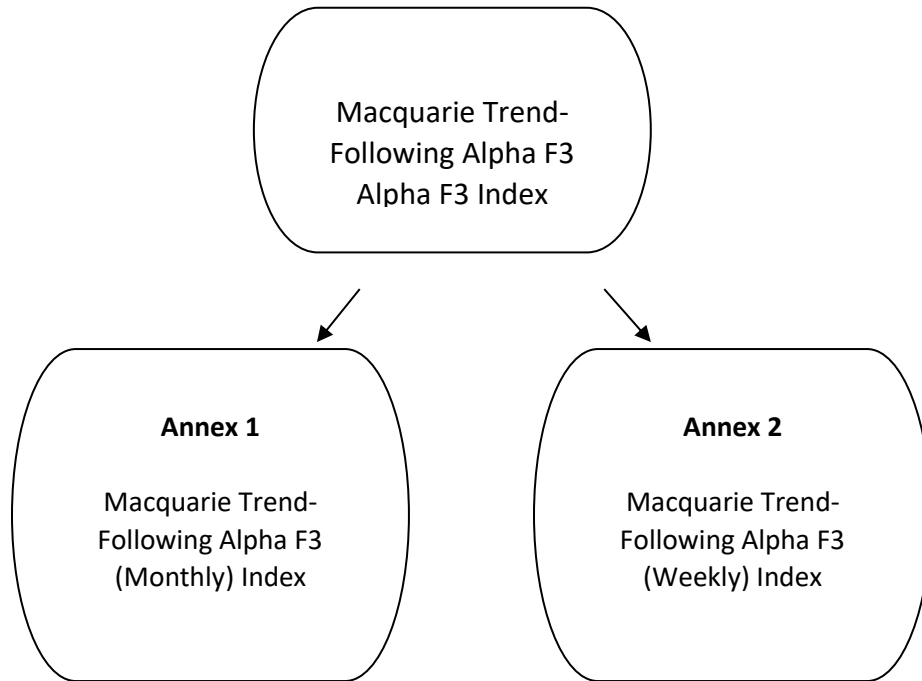 Macquarie Trend-
Following Alpha F3
Alpha F3 Index
Annex 1
Macquarie Trend-
Following Alpha F3
(Monthly) Index
Annex 2
Macquarie Trend-
Following Alpha F3
(Weekly) Index